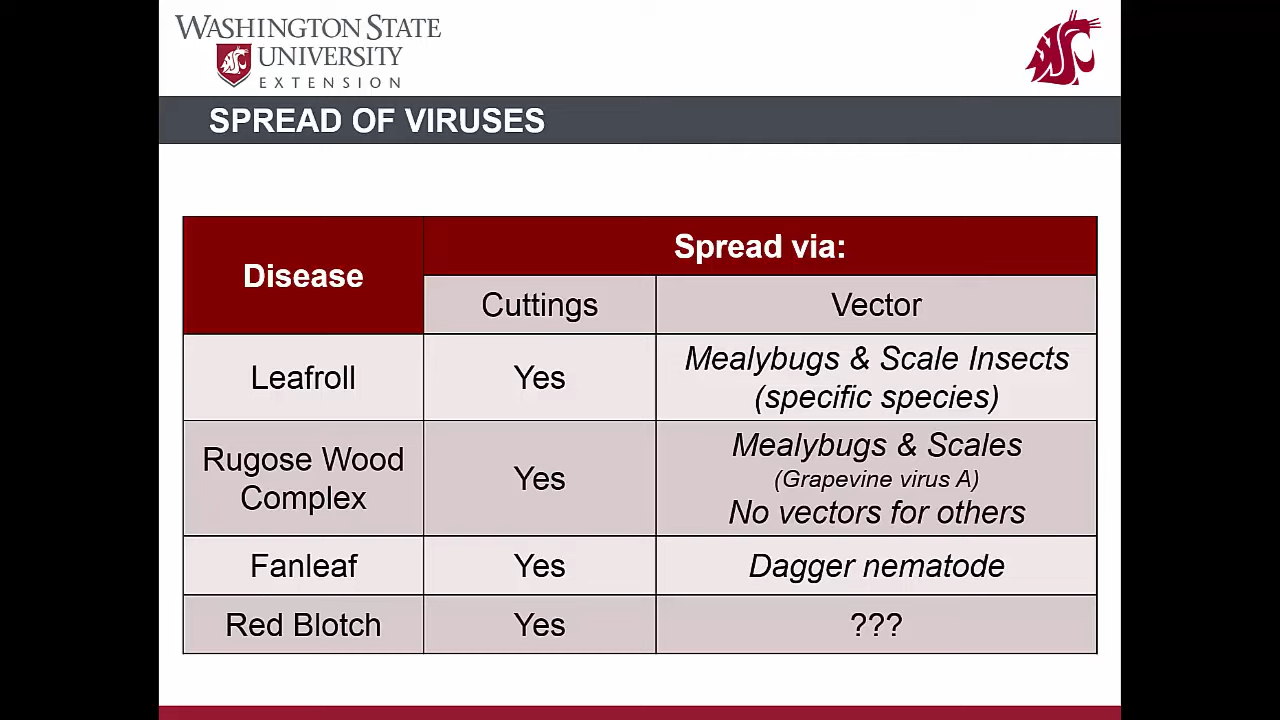 WASHINGTON STATE
UNIVERSITY
EXTENSION
SPREAD OF VIRUSES
Disease
Spread via:
Cuttings
Vector
Leafroll
Yes
Mealybugs & Scale Insects
(specific species)
Rugose Wood
Complex
Yes
Mealybugs & Scales
(Grapevine virus A)
No vectors for others
Fanleaf
Yes
Dagger nematode
Red Blotch
Yes
???